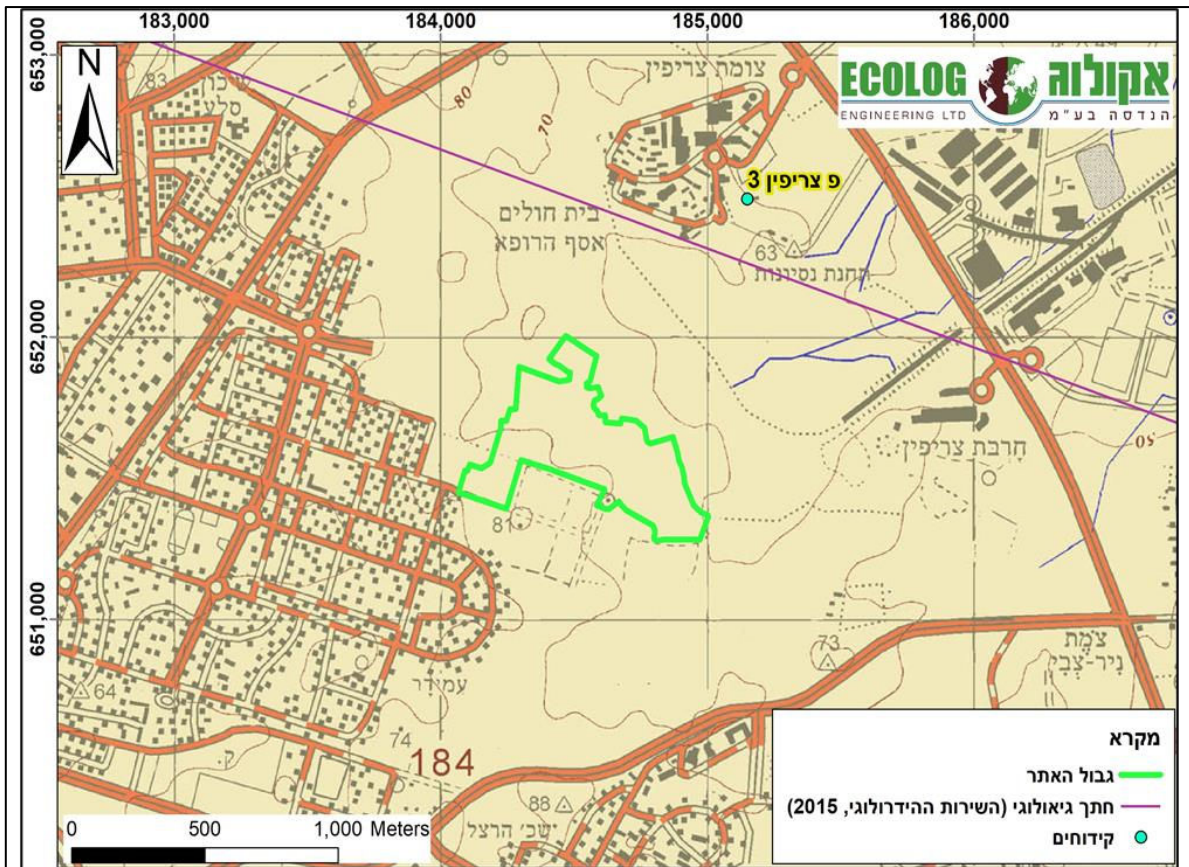 183,000 184,000 185,000 186,000
653,000
652,000
651,000
N
ECOLOG
ENGINEERING LTD
אקולוג
הנדסה בע"מ
83
סלע
80
70
צומת צריפין
פ צריפין 3
בית חולים
אסף הרופא
63
תחנת נסיונות
חרבת צריפין
50
81
73
צמת
ניר-צבי
64
עמידר
74
ק.
184
88
שכ' הרצל
0 500 1,000 Meters
מקרא
גבול האתר
חתך גיאולוגי (השירות ההידרולוגי, 2015)
קידוחים